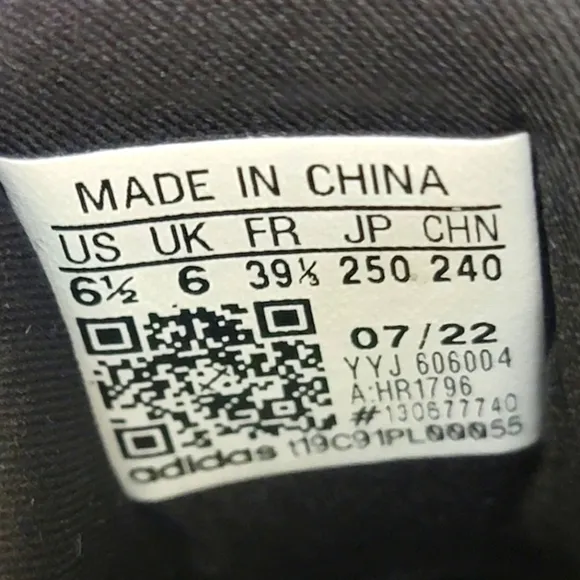 MADE IN CHINA
US UK FR JP CHN
6½ 6 39⅓ 250 240
07/22
YYJ 606004
A:HR1796
#130677740
adidas t19C91PL00055